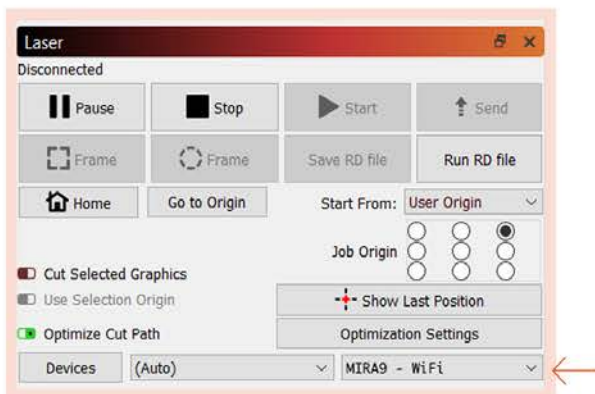 Laser
Disconnected
Pause Stop Start Send
Frame Frame Save RD file Run RD file
Home Go to Origin Start From: User Origin
Job Origin
Cut Selected Graphics
Use Selection Origin Show Last Position
Optimize Cut Path Optimization Settings
Devices (Auto) MIRA9 - WiFi